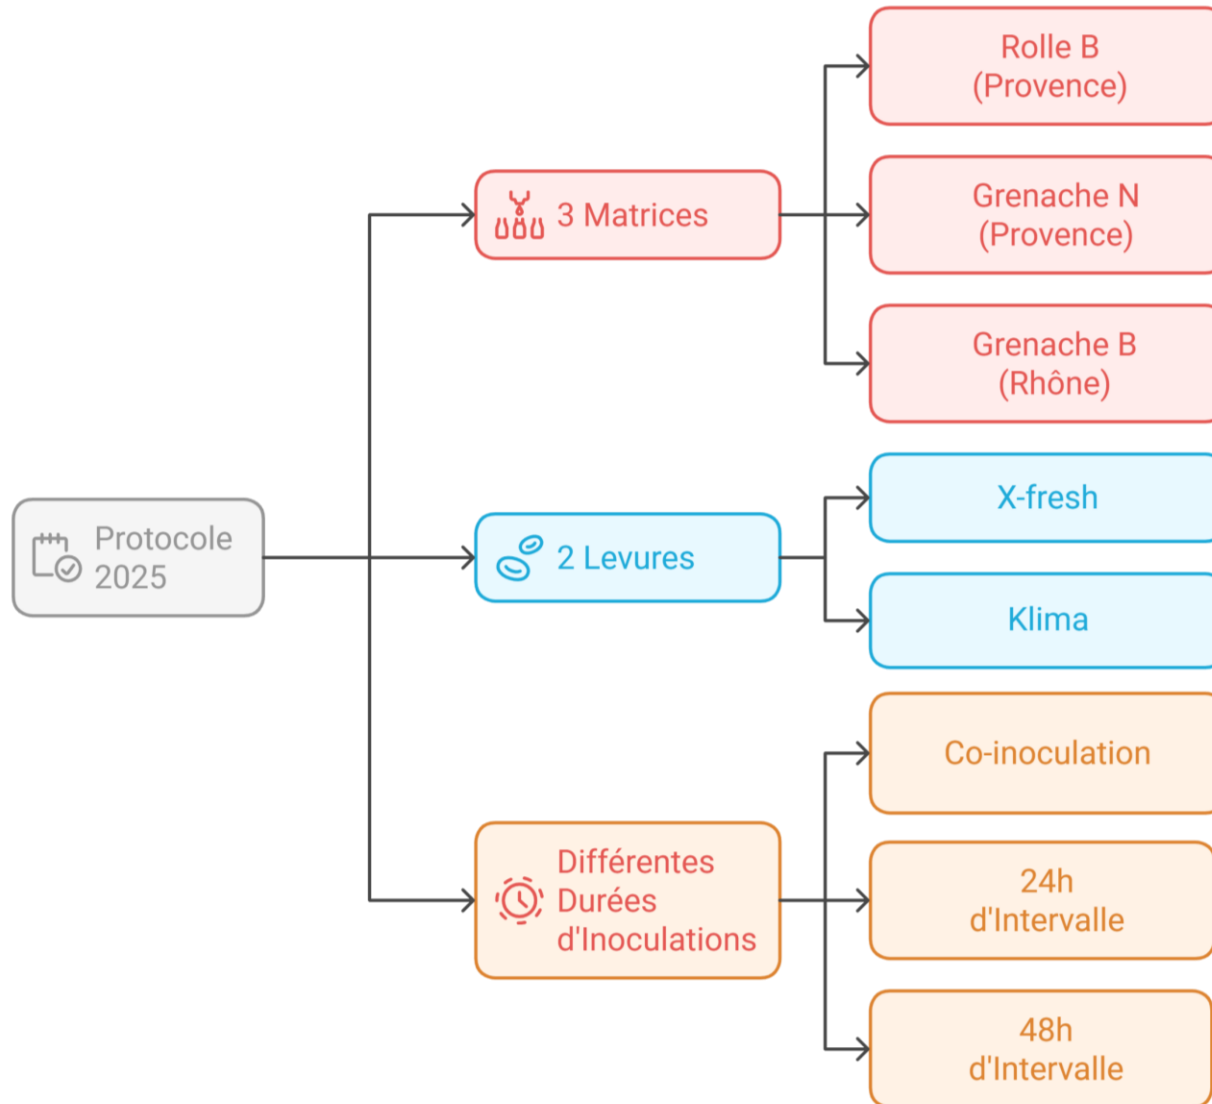 Protocole
2025
3 Matrices
Rolle B
(Provence)
Grenache N
(Provence)
Grenache B
(Rhône)
2 Levures
X-fresh
Klima
Différentes
Durées
d'Inoculations
Co-inoculation
24h
d'Intervalle
48h
d'Intervalle